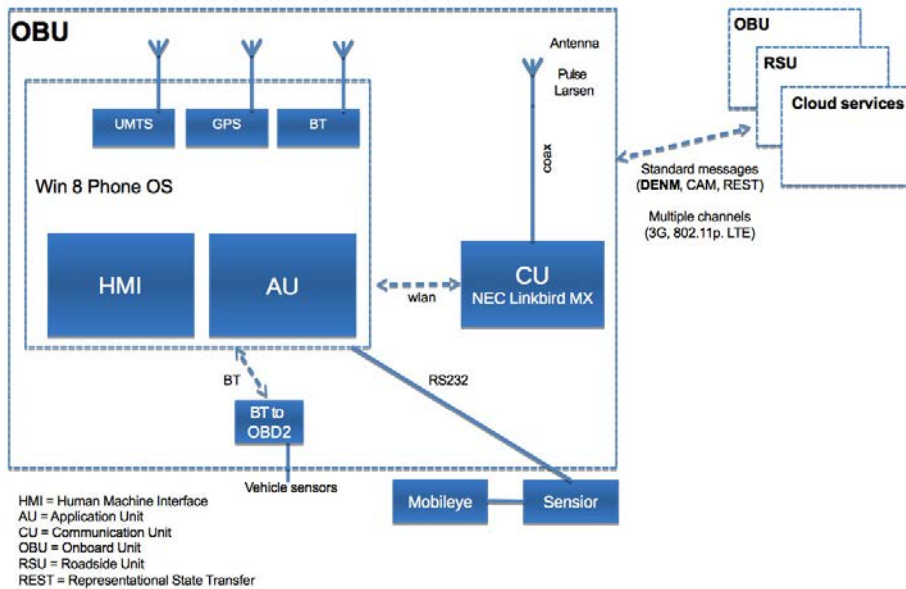 OBU
UMTS
GPS
BT
Antenna
Pulse
Larsen
coax
Win 8 Phone OS
HMI
AU
wlan
CU
NEC Linkbird MX
OBU
RSU
Cloud services
Standard messages
(DENM, CAM, REST)
Multiple channels
(3G, 802.11p. LTE)
BT
RS232
BT to
OBD2
Vehicle sensors
Mobileye
Sensior
HMI = Human Machine Interface
AU = Application Unit
CU = Communication Unit
OBU = Onboard Unit
RSU = Roadside Unit
REST = Representational State Transfer